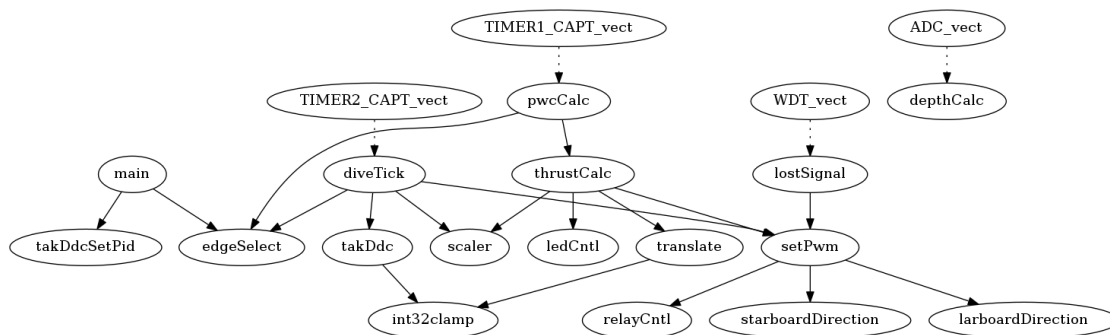 TIMER1_CAPT_vect
ADC_vect
TIMER2_CAPT_vect
pwcCalc
WDT_vect
depthCalc
main
diveTick
thrustCalc
lostSignal
takDdcSetPid
edgeSelect
takDdc
scaler
ledCntl
translate
setPwm
int32clamp
relayCntl
starboardDirection
larboardDirection